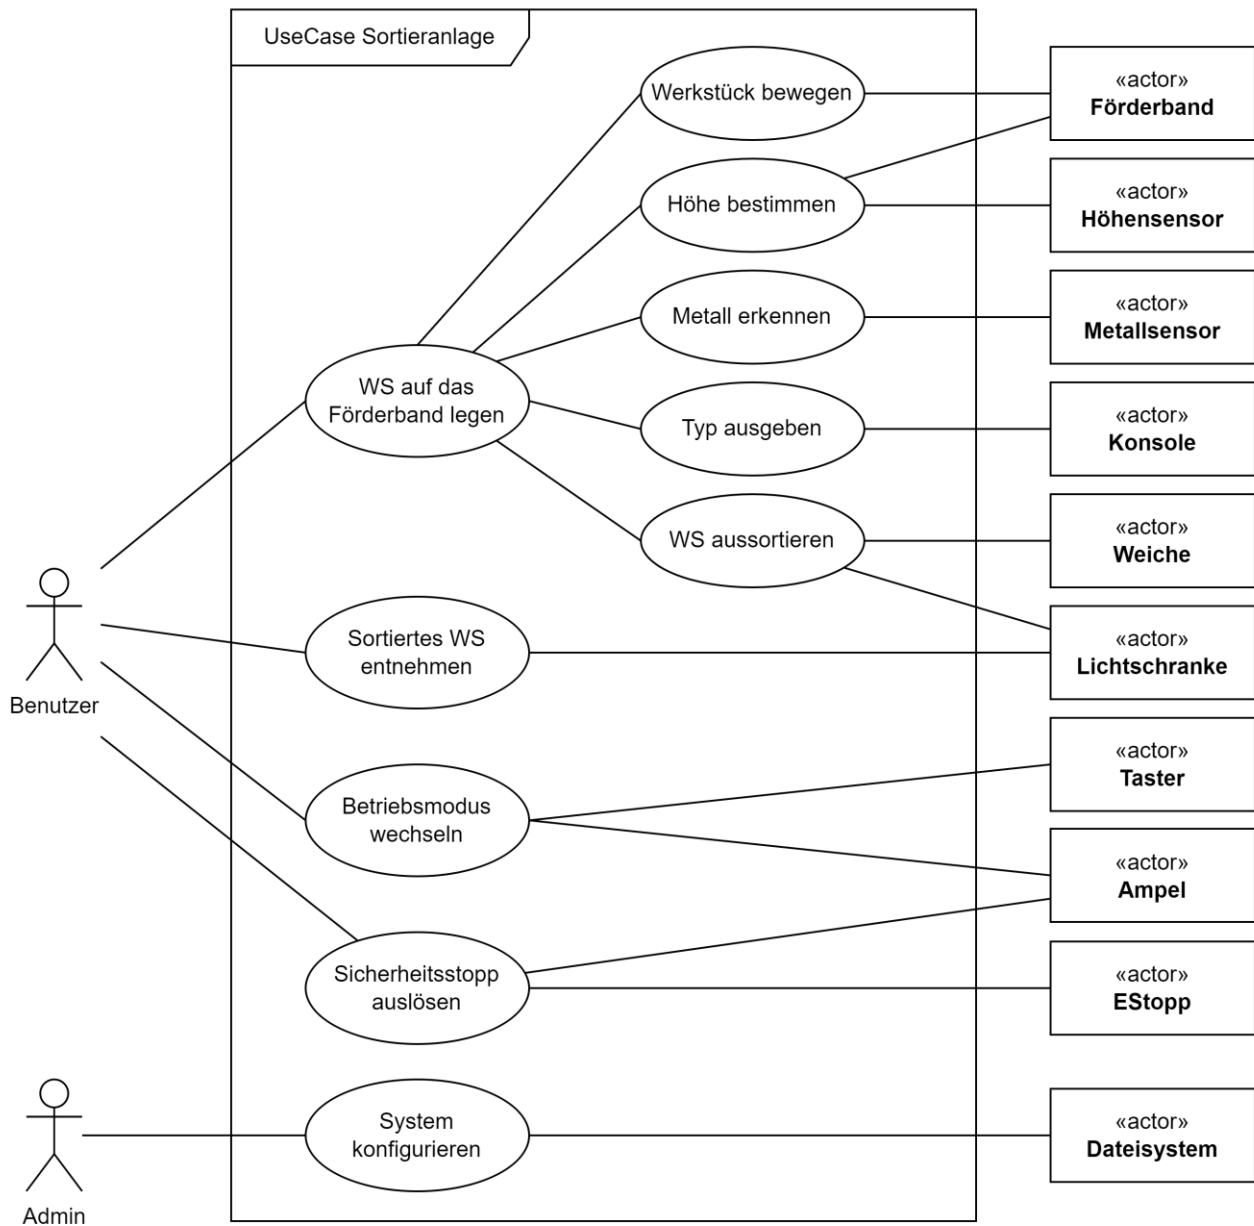 UseCase Sortieranlage
Werkstück bewegen
«actor»
Förderband
Höhe bestimmen
«actor»
Höhensensor
Metall erkennen
«actor»
Metallsensor
WS auf das
Förderband legen
Typ ausgeben
«actor»
Konsole
WS aussortieren
«actor»
Weiche
Benutzer
Sortiertes WS
entnehmen
«actor»
Lichtschranke
Betriebsmodus
wechseln
«actor»
Taster
«actor»
Ampel
Sicherheitsstopp
auslösen
«actor»
EStopp
Admin
System
konfigurieren
«actor»
Dateisystem